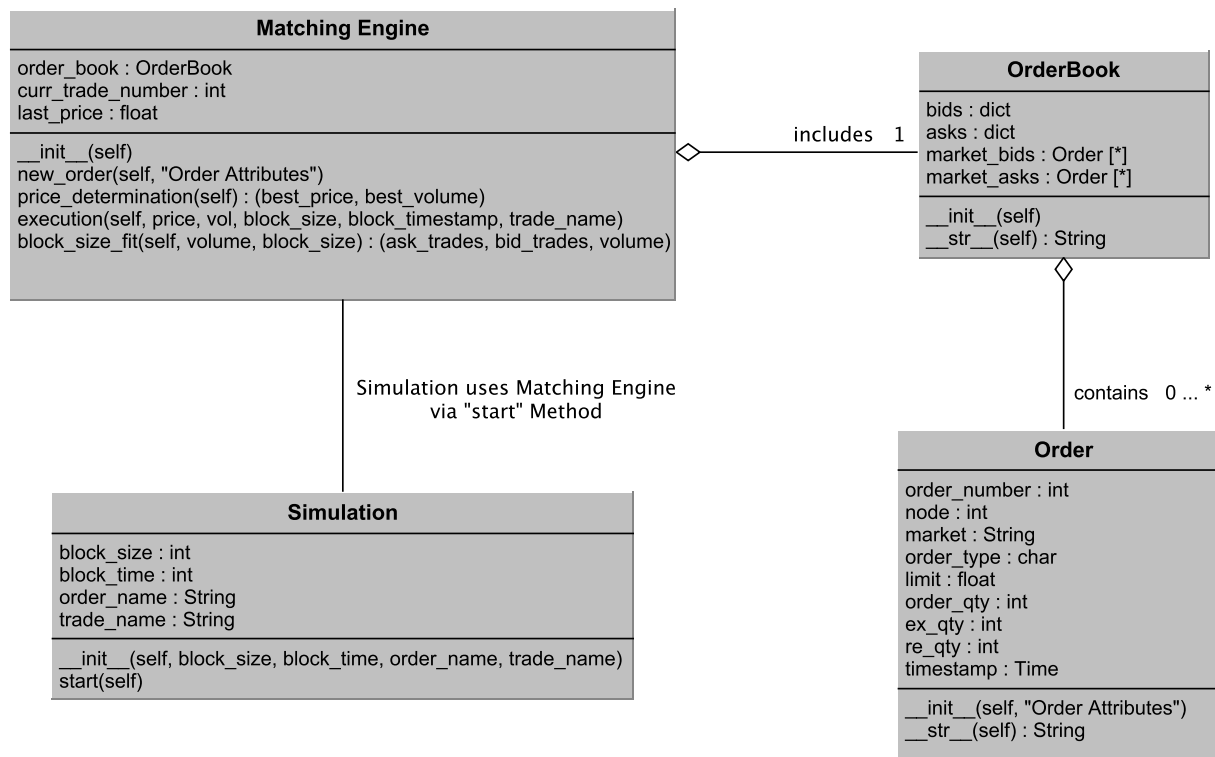 Matching Engine
order_book : OrderBook
curr_trade_number : int
last_price : float
__init__(self)
new_order(self, "Order Attributes")
price_determination(self) : (best_price, best_volume)
execution(self, price, vol, block_size, block_timestamp, trade_name)
block_size_fit(self, volume, block_size) : (ask_trades, bid_trades, volume)
includes 1
OrderBook
bids : dict
asks : dict
market_bids : Order [*]
market_asks : Order [*]
__init__(self)
__str__(self) : String
Simulation uses Matching Engine
via "start" Method
contains 0 ... *
Simulation
block_size : int
block_time : int
order_name : String
trade_name : String
__init__(self, block_size, block_time, order_name, trade_name)
start(self)
Order
order_number : int
node : int
market : String
order_type : char
limit : float
order_qty : int
ex_qty : int
re_qty : int
timestamp : Time
__init__(self, "Order Attributes")
__str__(self) : String